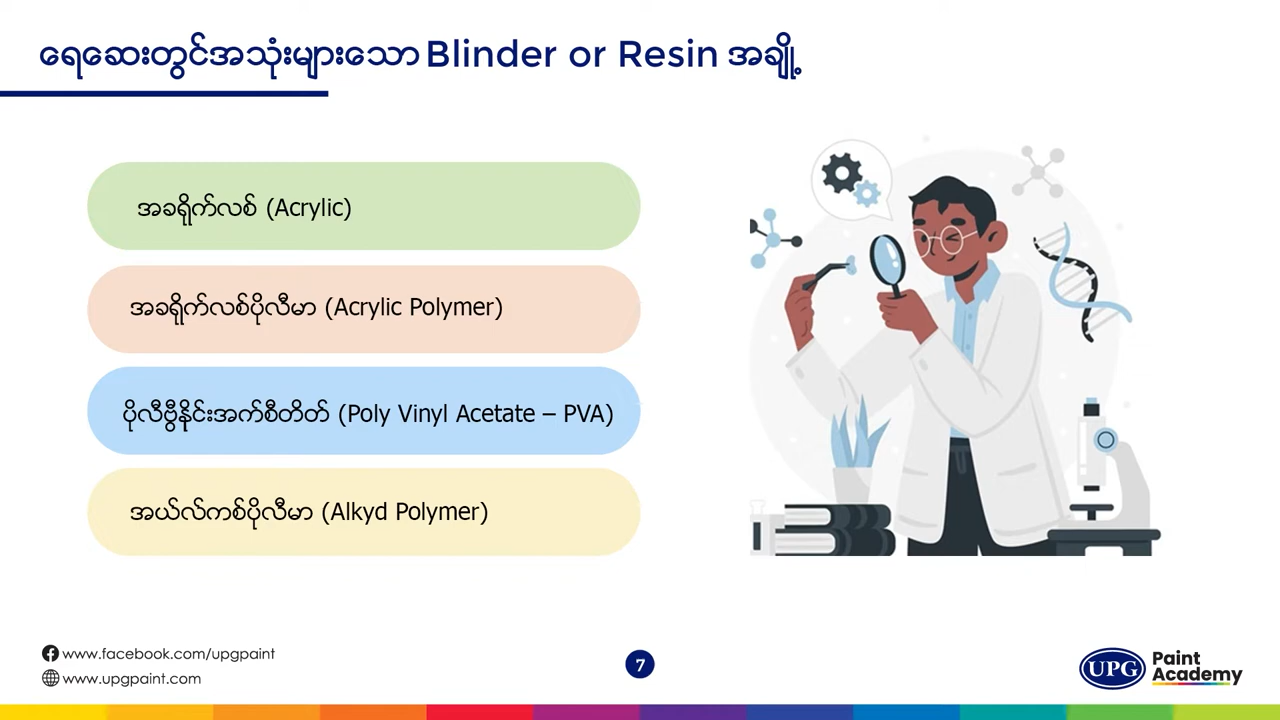 ရေဆေးတွင်အသုံးများသော Blinder or Resin အချို့
အခရိုက်လစ် (Acrylic)
အခရိုက်လစ်ပိုလီမာ (Acrylic Polymer)
ပိုလီဗွီနိုင်းအက်စီတိတ် (Poly Vinyl Acetate – PVA)
အယ်လ်ကစ်ပိုလီမာ (Alkyd Polymer)
www.facebook.com/upgpaint
www.upgpaint.com
7
UPG
Paint
Academy